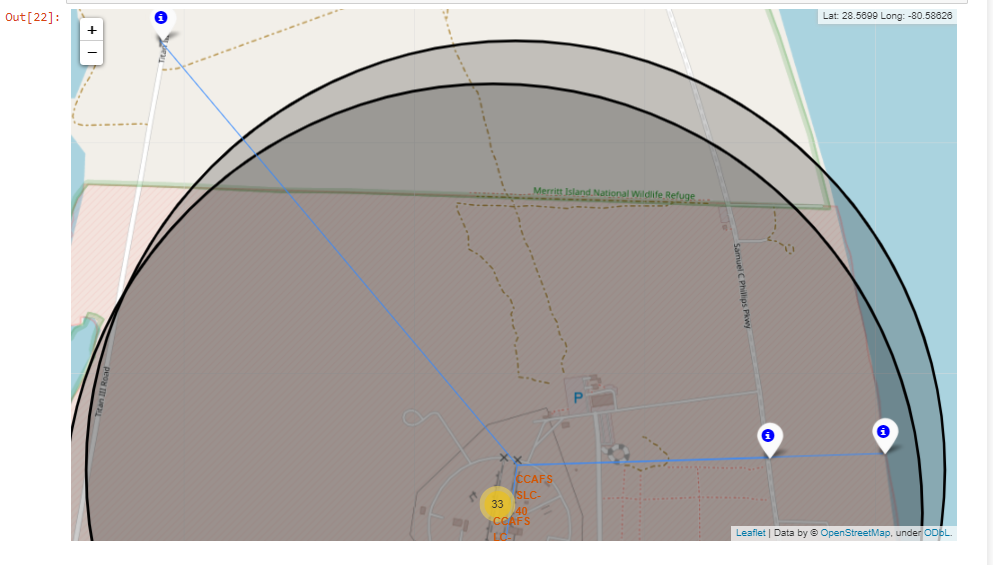 Out[22]:
+
−
Lat: 28.5699 Long: -80.58626
Merritt Island National Wildlife Refuge
Samuel C Phillips Pkwy
Titan III Road
P
CCAFS
SLC-
40
33
CCAFS
Leaflet | Data by © OpenStreetMap, under ODbL.